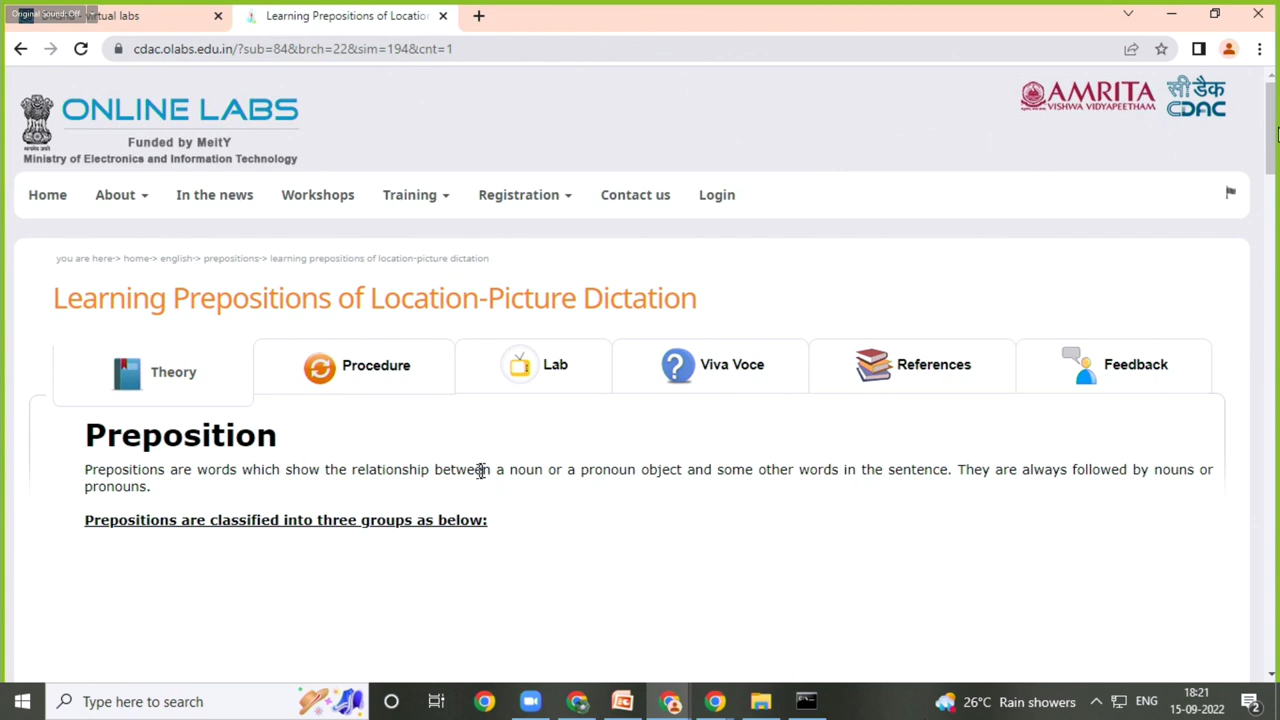 Original Sound: Off
virtual labs
Learning Prepositions of Locatio
cdac.olabs.edu.in/?sub=84&brch=22&sim=194&cnt=1
ONLINE LABS
Funded by MeitY
Ministry of Electronics and Information Technology
AMRITA
VISHWA VIDYAPEETHAM
सी डैक
CDAC
Home About In the news Workshops Training Registration Contact us Login
you are here-> home-> english-> prepositions-> learning prepositions of location-picture dictation
Learning Prepositions of Location-Picture Dictation
Theory Procedure Lab Viva Voce References Feedback
Preposition
Prepositions are words which show the relationship between a noun or a pronoun object and some other words in the sentence. They are always followed by nouns or
pronouns.
Prepositions are classified into three groups as below:
Type here to search
26°C Rain showers
ENG
18:21
15-09-2022
2